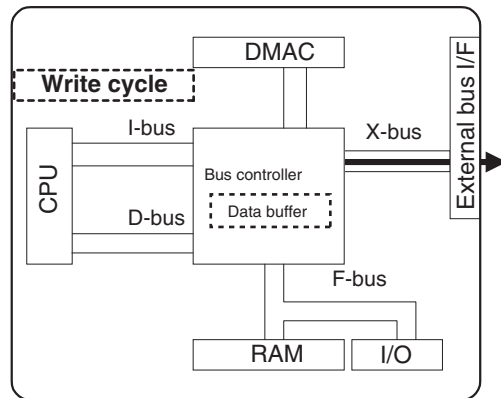 DMAC
Write cycle
I-bus
X-bus
External bus I/F
CPU
Bus controller
Data buffer
D-bus
F-bus
RAM
I/O